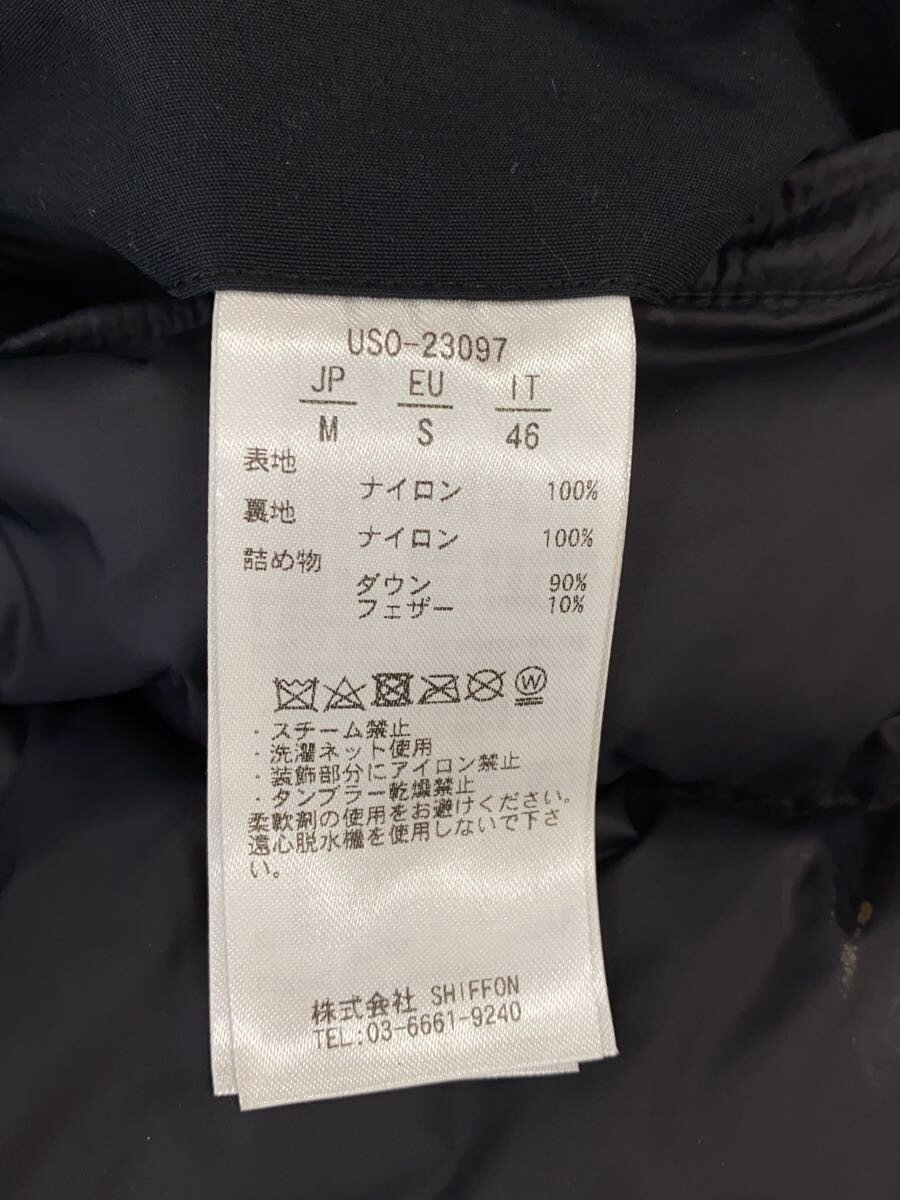 USO-23097
JP EU IT
M S 46
表地
ナイロン 100%
裏地
ナイロン 100%
詰め物
ダウン 90%
フェザー 10%
W
・スチーム禁止
・洗濯ネット使用
・装飾部分にアイロン禁止
・タンブラー乾燥禁止
柔軟剤の使用をお避けください。
遠心脱水機を使用しないで下さ
い。
株式会社 SHIFFON
TEL:03-6661-9240